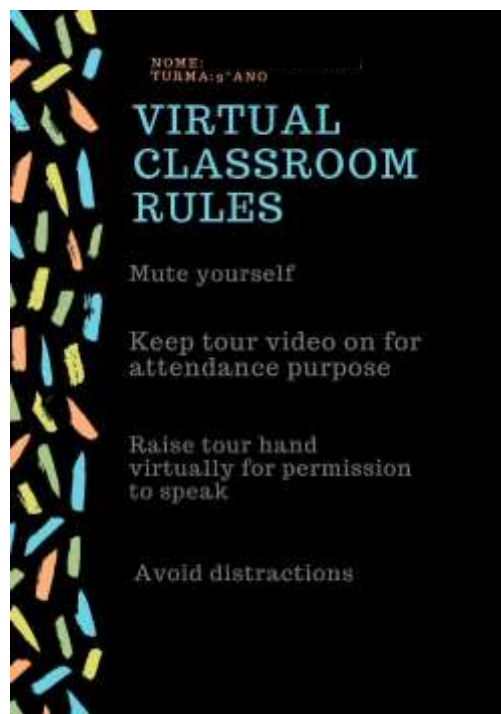 NOME:
TURMA:9°ANO
VIRTUAL
CLASSROOM
RULES
Mute yourself
Keep tour video on for
attendance purpose
Raise tour hand
virtually for permission
to speak
Avoid distractions